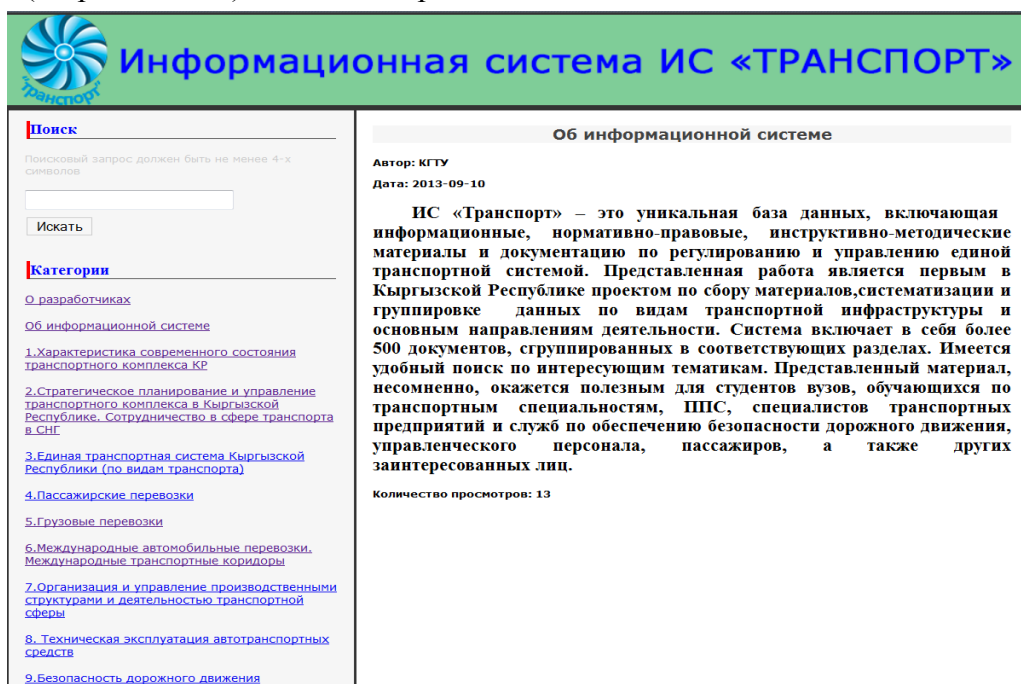 Информационная система ИС «ТРАНСПОРТ»
"Транспорт"
Поиск
Поисковый запрос должен быть не менее 4-х
символов
Искать
Категории
О разработчиках
Об информационной системе
1.Характеристика современного состояния
транспортного комплекса КР
2.Стратегическое планирование и управление
транспортного комплекса в Кыргызской
Республике. Сотрудничество в сфере транспорта
в СНГ
3.Единая транспортная система Кыргызской
Республики (по видам транспорта)
4.Пассажирские перевозки
5.Грузовые перевозки
6.Международные автомобильные перевозки.
Международные транспортные коридоры
7.Организация и управление производственными
структурами и деятельностью транспортной
сферы
8. Техническая эксплуатация автотранспортных
средств
9.Безопасность дорожного движения
Об информационной системе
Автор: КГТУ
Дата: 2013-09-10
ИС «Транспорт» – это уникальная база данных, включающая
информационные, нормативно-правовые, инструктивно-методические
материалы и документацию по регулированию и управлению единой
транспортной системой. Представленная работа является первым в
Кыргызской Республике проектом по сбору материалов,систематизации и
группировке данных по видам транспортной инфраструктуры и
основным направлениям деятельности. Система включает в себя более
500 документов, сгруппированных в соответствующих разделах. Имеется
удобный поиск по интересующим тематикам. Представленный материал,
несомненно, окажется полезным для студентов вузов, обучающихся по
транспортным специальностям, ППС, специалистов транспортных
предприятий и служб по обеспечению безопасности дорожного движения,
управленческого персонала, пассажиров, а также других
заинтересованных лиц.
Количество просмотров: 13